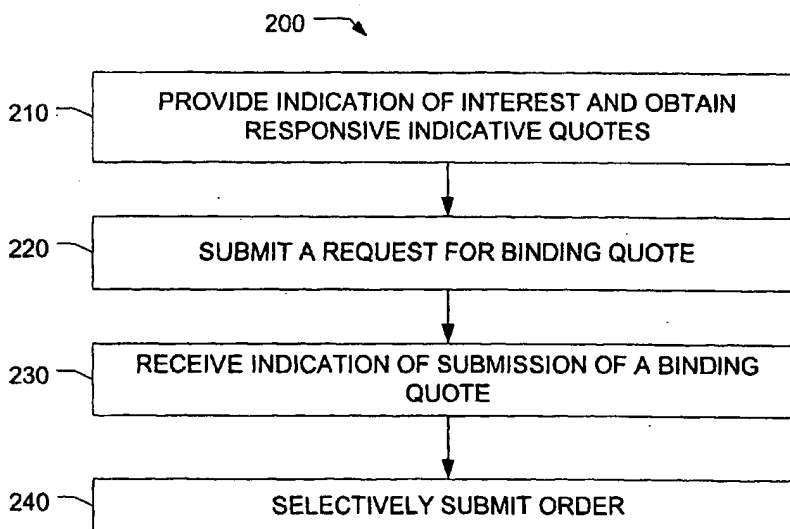 200
210
PROVIDE INDICATION OF INTEREST AND OBTAIN
RESPONSIVE INDICATIVE QUOTES
220
SUBMIT A REQUEST FOR BINDING QUOTE
230
RECEIVE INDICATION OF SUBMISSION OF A BINDING
QUOTE
240
SELECTIVELY SUBMIT ORDER